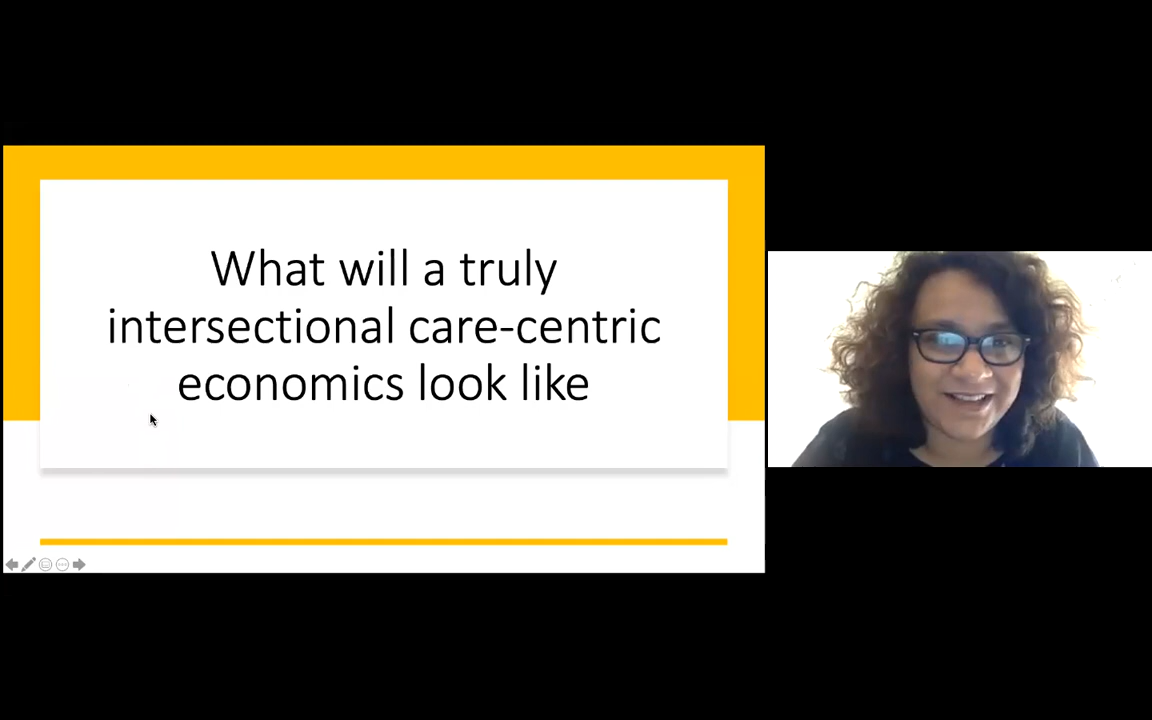 What will a truly
intersectional care-centric
economics look like